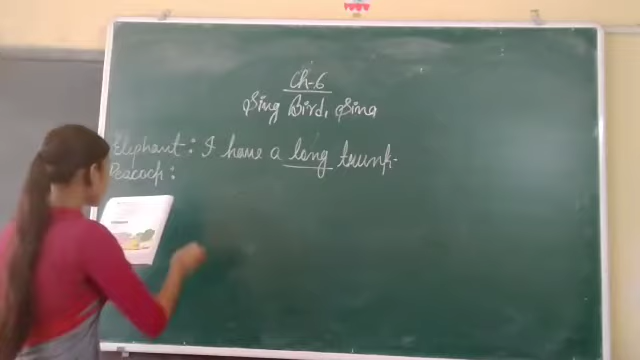 Ch-6
Sing Bird, Sing
Elephant: I have a long trunk.
Peacock: